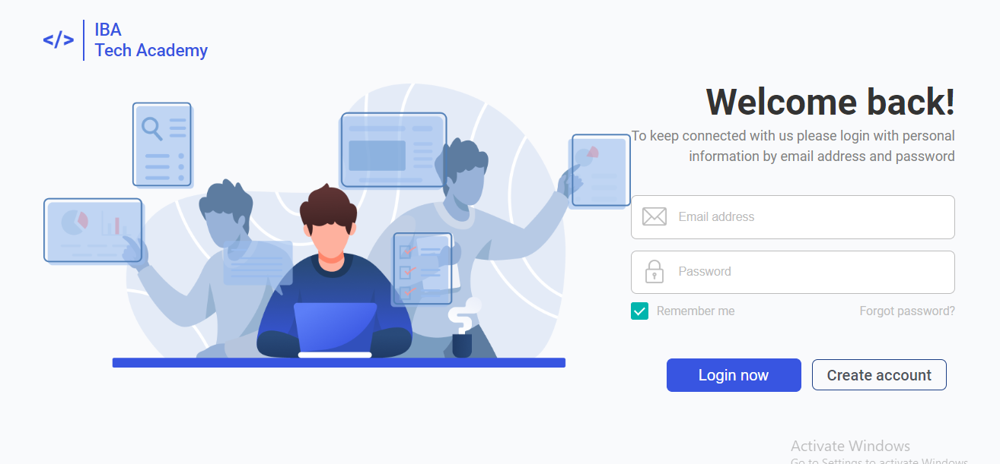 </>
IBA
Tech Academy
Welcome back!
To keep connected with us please login with personal
information by email address and password
Email address
Password
Remember me
Forgot password?
Login now
Create account
Activate Windows
Go to Settings to activate Windows